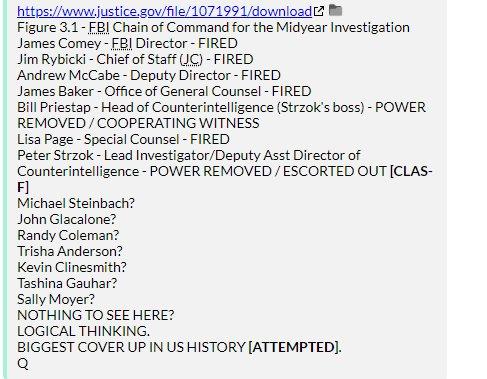 https://www.justice.gov/file/1071991/download
Figure 3.1 - FBI Chain of Command for the Midyear Investigation
James Comey - FBI Director - FIRED
Jim Rybicki - Chief of Staff (JC) - FIRED
Andrew McCabe - Deputy Director - FIRED
James Baker - Office of General Counsel - FIRED
Bill Priestap - Head of Counterintelligence (Strzok's boss) - POWER
REMOVED / COOPERATING WITNESS
Lisa Page - Special Counsel - FIRED
Peter Strzok - Lead Investigator/Deputy Asst Director of
Counterintelligence - POWER REMOVED / ESCORTED OUT [CLAS-
F]
Michael Steinbach?
John Glacalone?
Randy Coleman?
Trisha Anderson?
Kevin Clinesmith?
Tashina Gauhar?
Sally Moyer?
NOTHING TO SEE HERE?
LOGICAL THINKING.
BIGGEST COVER UP IN US HISTORY [ATTEMPTED].
Q